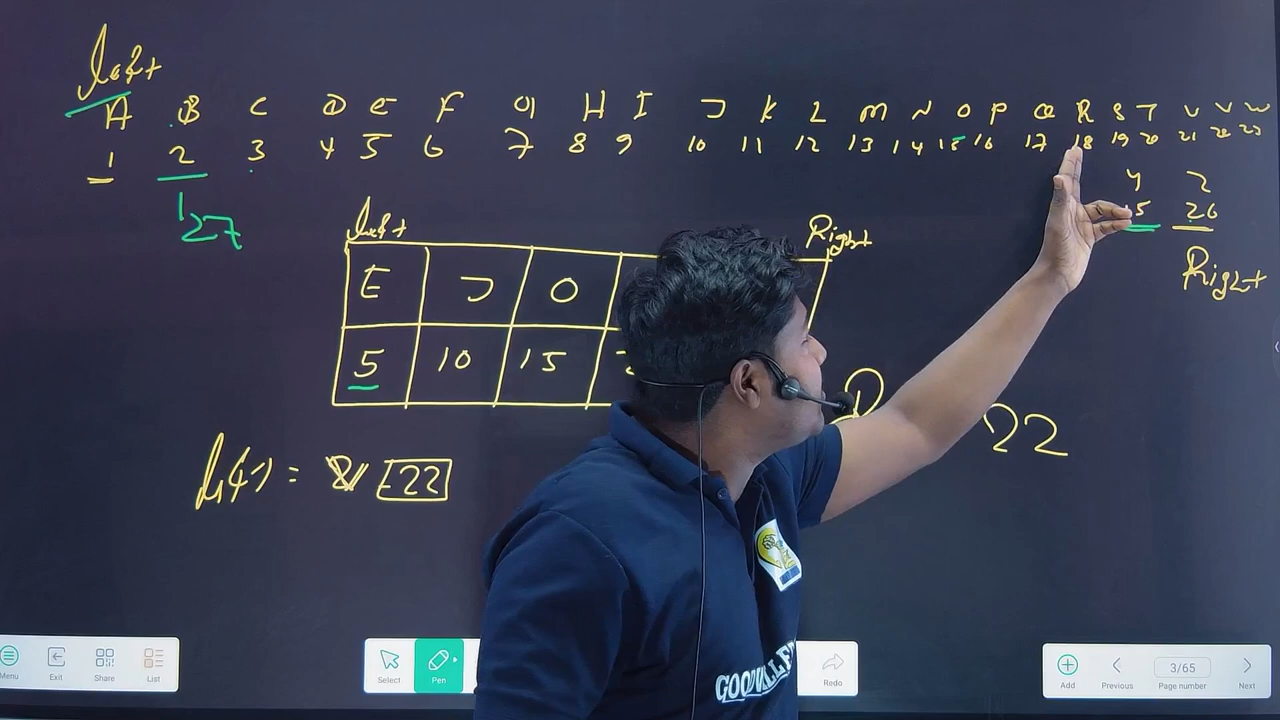 left
A B C D E F G H I J K L M N O P Q R S T U V W
1 2 3 4 5 6 7 8 9 10 11 12 13 14 15 16 17 18 19 20 21 22 23
Y Z
25 26
27
left Right
Right
E J O
5 10 15
22
left = 22
Menu Exit Share List Select Pen Redo Add Previous 3/65 Next
Page number